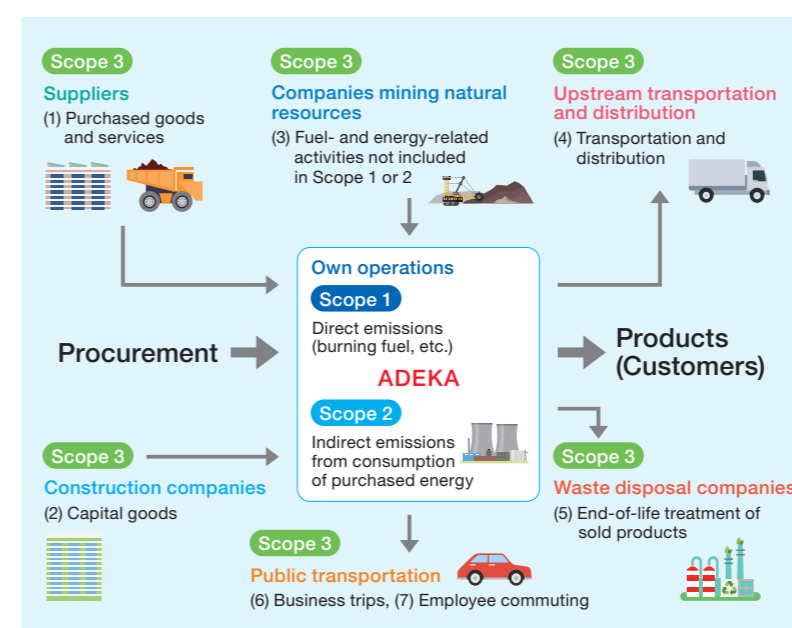 Scope 3
Suppliers
(1) Purchased goods
and services
Scope 3
Companies mining natural
resources
(3) Fuel- and energy-related
activities not included
in Scope 1 or 2
Scope 3
Upstream transportation
and distribution
(4) Transportation and
distribution
Procurement
Own operations
Scope 1
Direct emissions
(burning fuel, etc.)
ADEKA
Scope 2
Indirect emissions
from consumption
of purchased energy
Products
(Customers)
Scope 3
Construction companies
(2) Capital goods
Scope 3
Public transportation
(6) Business trips, (7) Employee commuting
Scope 3
Waste disposal companies
(5) End-of-life treatment of
sold products